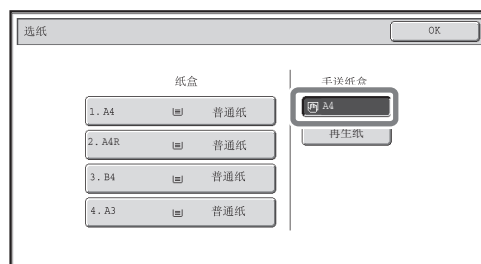 选纸
OK
纸盒
手送纸盒
1. A4 普通纸
A4
2. A4R 普通纸
再生纸
3. B4 普通纸
4. A3 普通纸